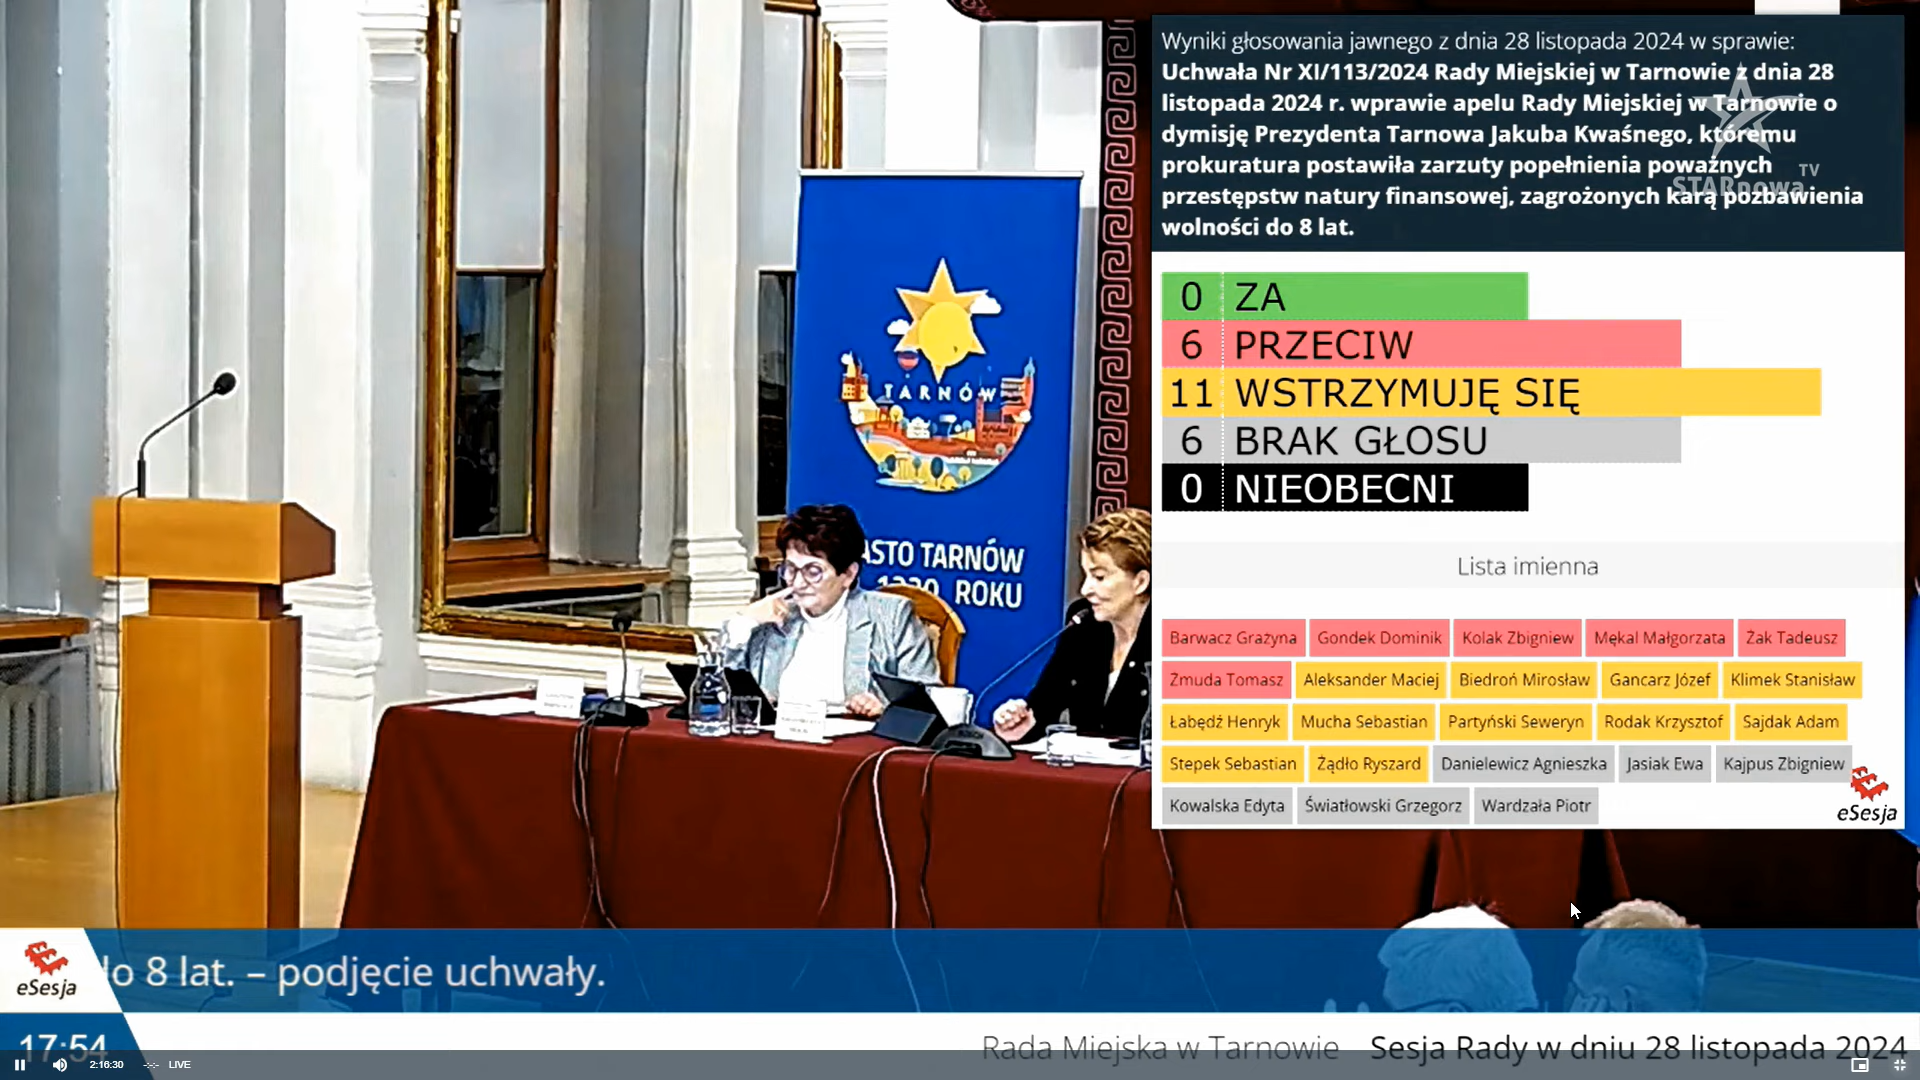 Wyniki głosowania jawnego z dnia 28 listopada 2024 w sprawie:
Uchwała Nr XI/113/2024 Rady Miejskiej w Tarnowie z dnia 28
listopada 2024 r. wprawie apelu Rady Miejskiej w Tarnowie o
dymisję Prezydenta Tarnowa Jakuba Kwaśnego, któremu
prokuratura postawiła zarzuty popełnienia poważnych
przestępstw natury finansowej, zagrożonych karą pozbawienia
wolności do 8 lat.
STARnowa TV
0 ZA
6 PRZECIW
11 WSTRZYMUJĘ SIĘ
6 BRAK GŁOSU
0 NIEOBECNI
Lista imienna
Barwacz Grażyna Gondek Dominik Kolak Zbigniew Mękal Małgorzata Żak Tadeusz
Żmuda Tomasz Aleksander Maciej Biedroń Mirosław Gancarz Józef Klimek Stanisław
Łabędź Henryk Mucha Sebastian Partyński Seweryn Rodak Krzysztof Sajdak Adam
Stepek Sebastian Żądło Ryszard Danielewicz Agnieszka Jasiak Ewa Kajpus Zbigniew
Kowalska Edyta Światłowski Grzegorz Wardzała Piotr
eSesja
TARNÓW
ASTO TARNÓW
ROKU
eSesja
do 8 lat. – podjęcie uchwały.
17:54
Rada Miejska w Tarnowie Sesja Rady w dniu 28 listopada 2024
2:16:30 -:-:- LIVE